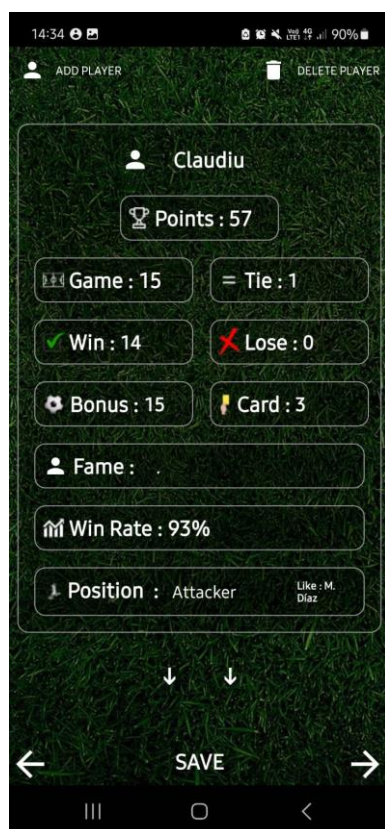 14:34 90%
ADD PLAYER DELETE PLAYER
Claudiu
Points : 57
Game : 15 = Tie : 1
Win : 14 Lose : 0
Bonus : 15 Card : 3
Fame : .
Win Rate : 93%
Position : Attacker Like : M.
Díaz
↓ ↓
← SAVE →